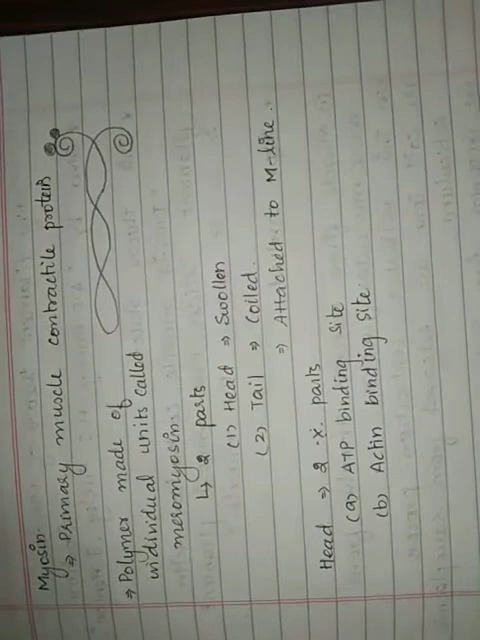 Myosin.
⇒ Primary muscle contractile protein
⇒ Polymer made of
individual units called
meromyosin.
↳ 2 parts
(1) Head ⇒ Swollen
(2) Tail ⇒ Coiled.
⇒ Attached to M-line.
Head ⇒ 2 parts
(a) ATP binding site
(b) Actin binding site.